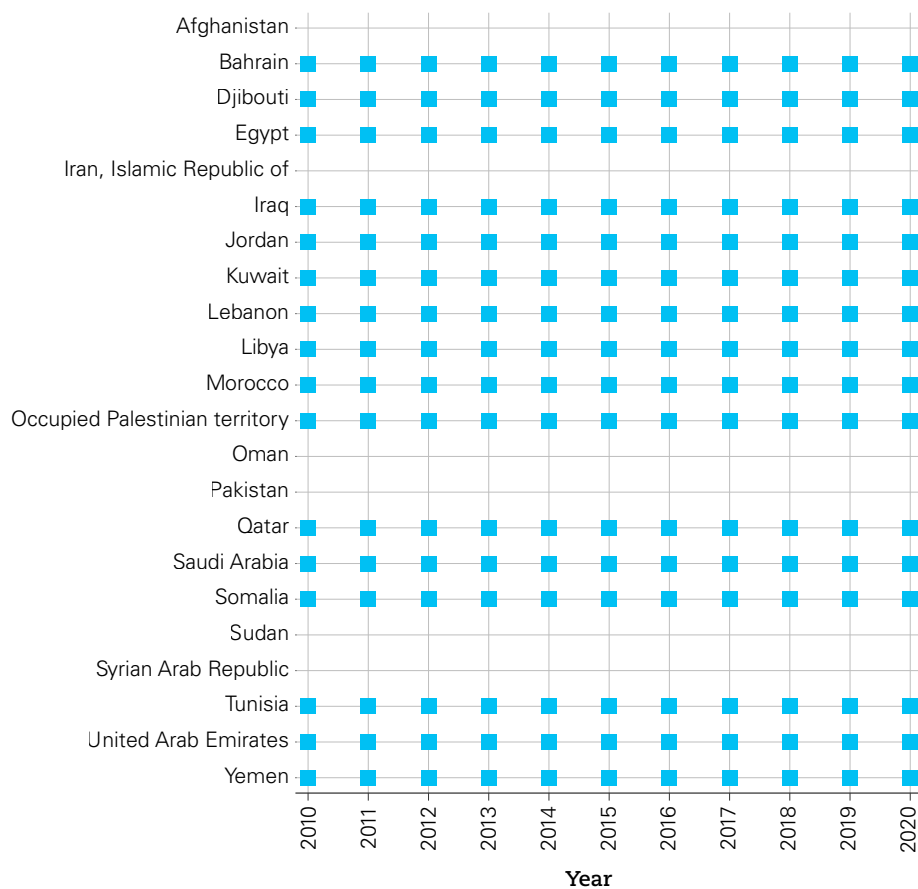 Afghanistan
Bahrain
Djibouti
Egypt
Iran, Islamic Republic of
Iraq
Jordan
Kuwait
Lebanon
Libya
Morocco
Occupied Palestinian territory
Oman
Pakistan
Qatar
Saudi Arabia
Somalia
Sudan
Syrian Arab Republic
Tunisia
United Arab Emirates
Yemen
2010 2011 2012 2013 2014 2015 2016 2017 2018 2019 2020
Year